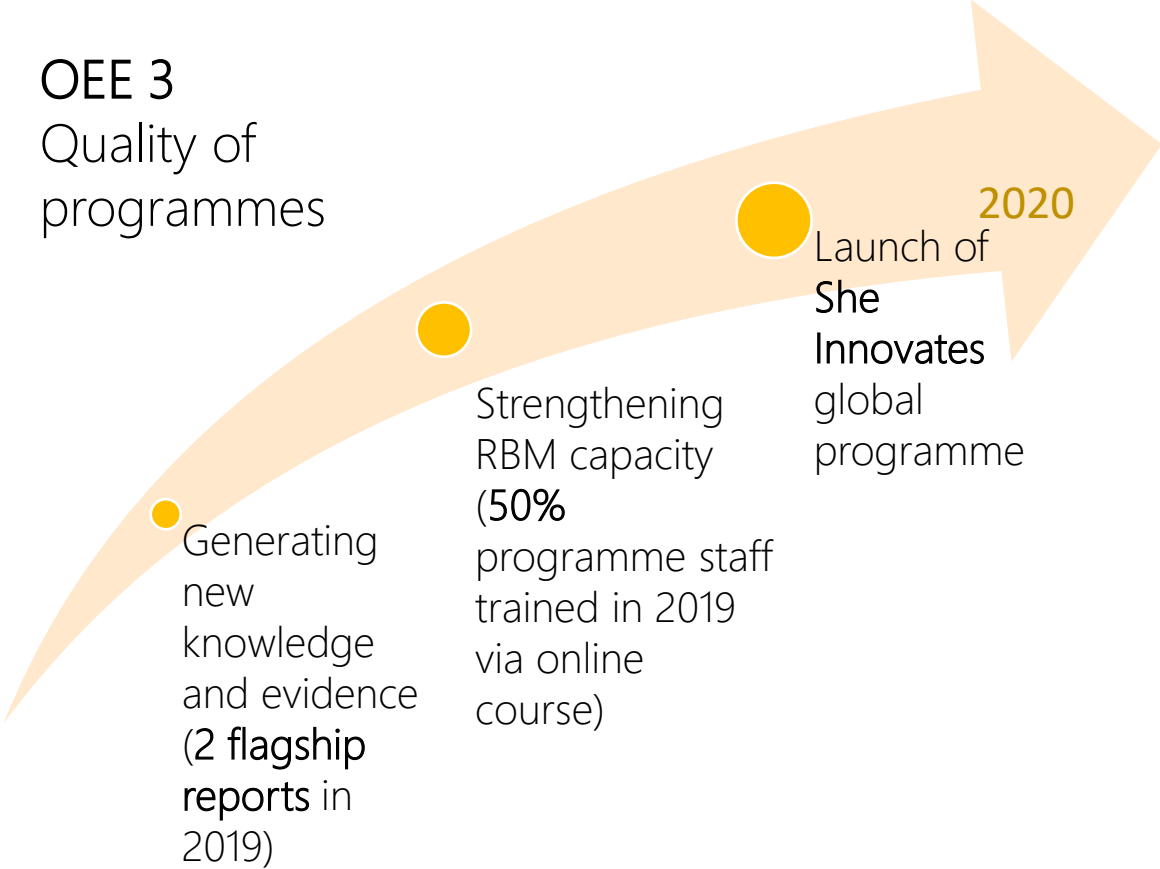 OEE 3
Quality of
programmes
2020
Launch of
She
Innovates
global
programme
Strengthening
RBM capacity
(50%
programme staff
trained in 2019
via online
course)
Generating
new
knowledge
and evidence
(2 flagship
reports in
2019)